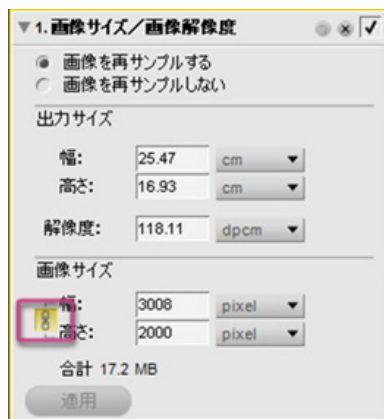 1. 画像サイズ/画像解像度
画像を再サンプルする
画像を再サンプルしない
出力サイズ
幅: 25.47 cm
高さ: 16.93 cm
解像度: 118.11 dpcm
画像サイズ
幅: 3008 pixel
高さ: 2000 pixel
合計 17.2 MB
適用